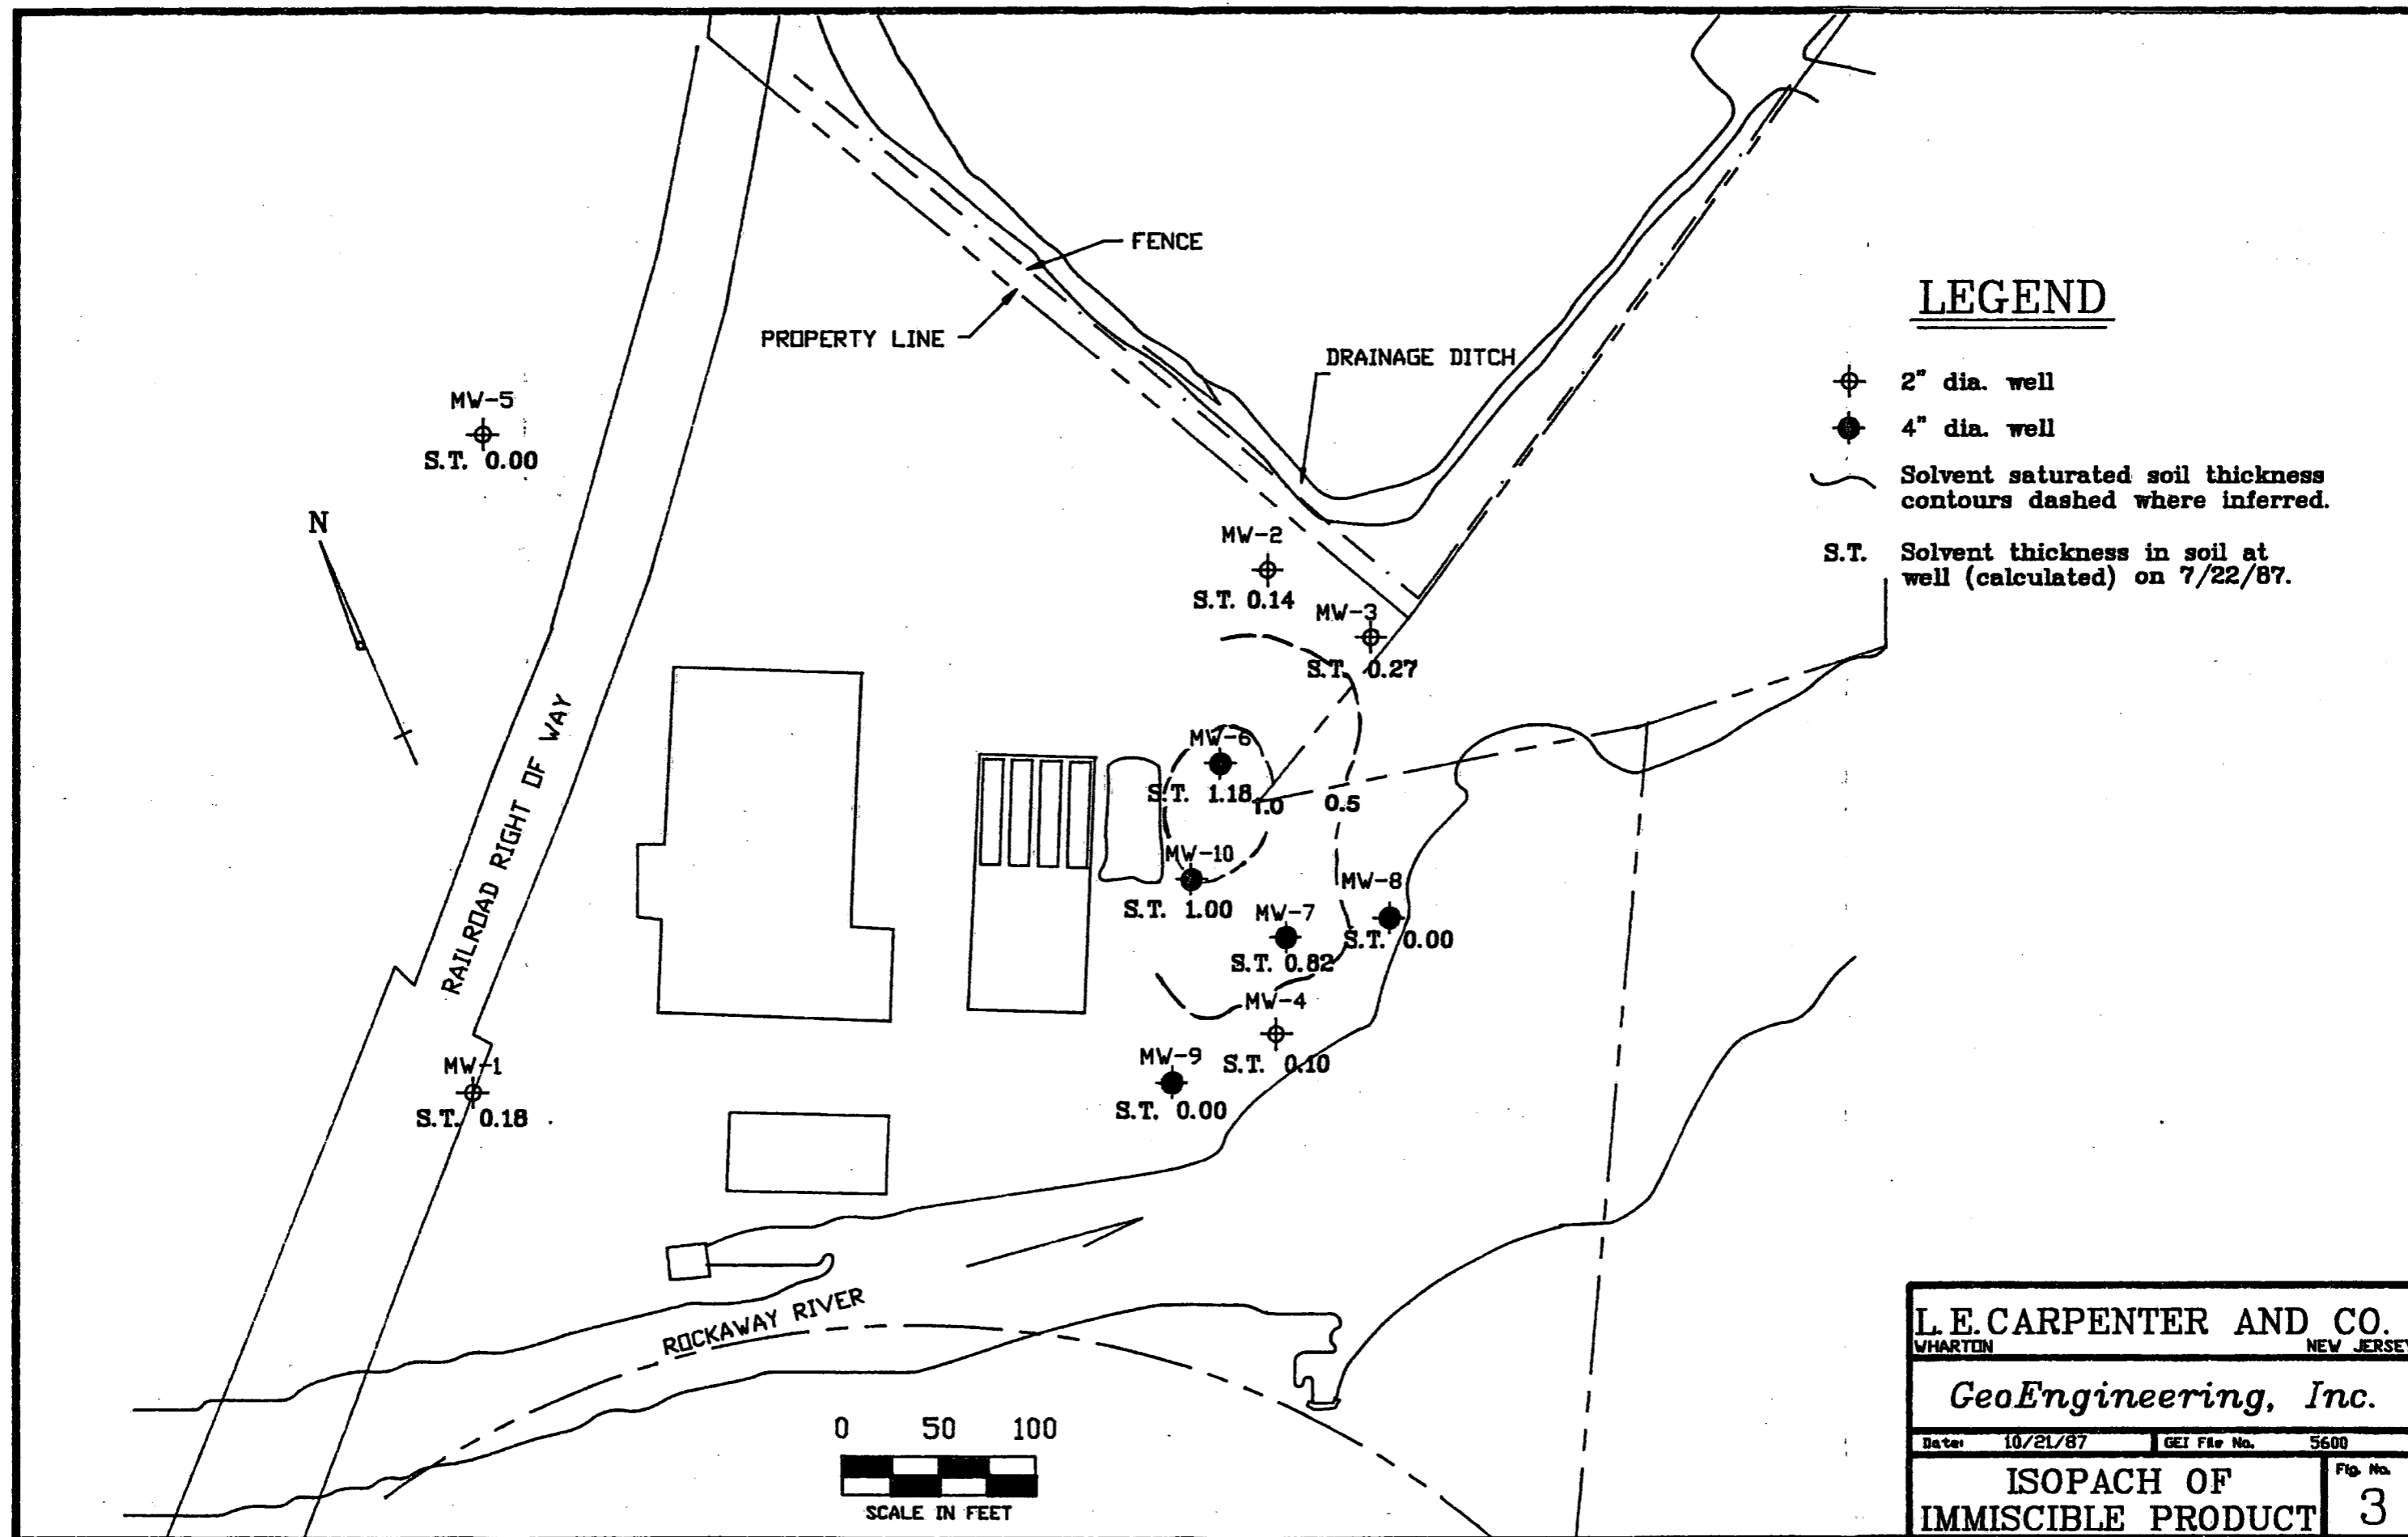 FENCE
PROPERTY LINE
DRAINAGE DITCH
LEGEND
2" dia. well
4" dia. well
Solvent saturated soil thickness
contours dashed where inferred.
S.T. Solvent thickness in soil at
well (calculated) on 7/22/87.
MW-5
S.T. 0.00
N
MW-2
S.T. 0.14
MW-3
S.T. 0.27
RAILROAD RIGHT OF WAY
MW-6
S.T. 1.18
1.0
0.5
MW-10
S.T. 1.00
MW-7
S.T. 0.82
MW-8
S.T. 0.00
MW-4
S.T. 0.10
MW-9
S.T. 0.00
MW-1
S.T. 0.18
ROCKAWAY RIVER
0 50 100
SCALE IN FEET
L.E.CARPENTER AND CO.
WHARTON NEW JERSEY
GeoEngineering, Inc.
Date: 10/21/87 GEI File No. 5600
ISOPACH OF
IMMISCIBLE PRODUCT
Fig. No.
3